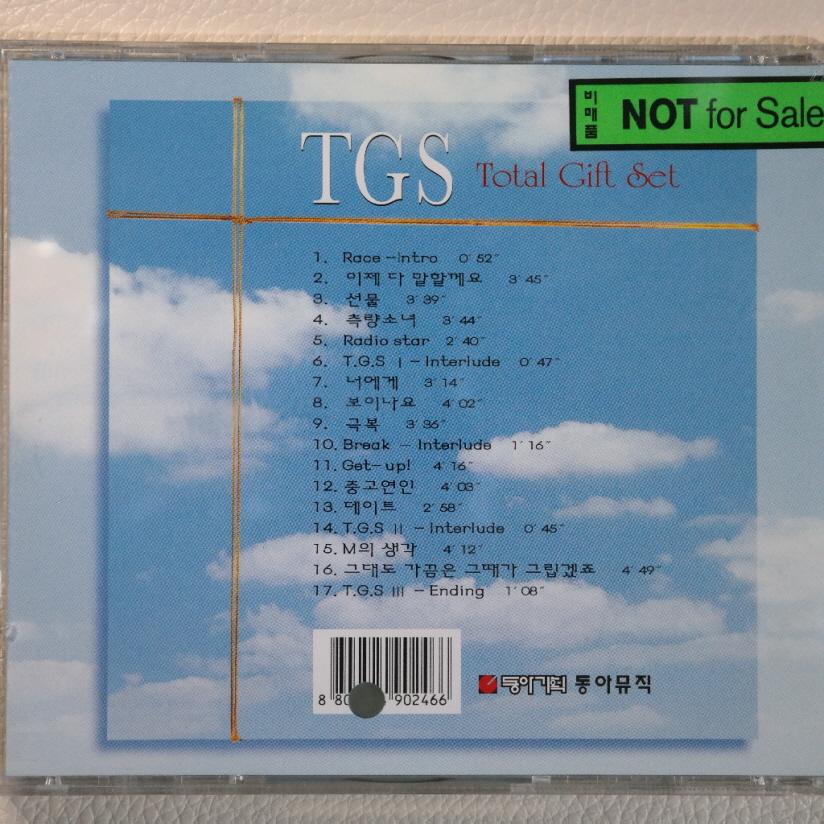 비매품 NOT for Sale
TGS Total Gift Set
1. Race -Intro 0′ 52″
2. 이제 다 말할께요 3′ 45″
3. 선물 3′ 39″
4. 측량소녀 3′ 44″
5. Radio star 2′ 40″
6. T.G.S Ⅰ - Interlude 0′ 47″
7. 너에게 3′ 14″
8. 보이나요 4′ 02″
9. 극복 3′ 36″
10. Break - Interlude 1′ 16″
11. Get-up! 4′ 16″
12. 중고연인 4′ 03″
13. 데이트 2′ 58″
14. T.G.S Ⅱ - Interlude 0′ 45″
15. M의 생각 4′ 12″
16. 그대도 가끔은 그때가 그립겠죠 4′ 49″
17. T.G.S Ⅲ - Ending 1′ 08″
8 80 902466
동아기획 동아뮤직